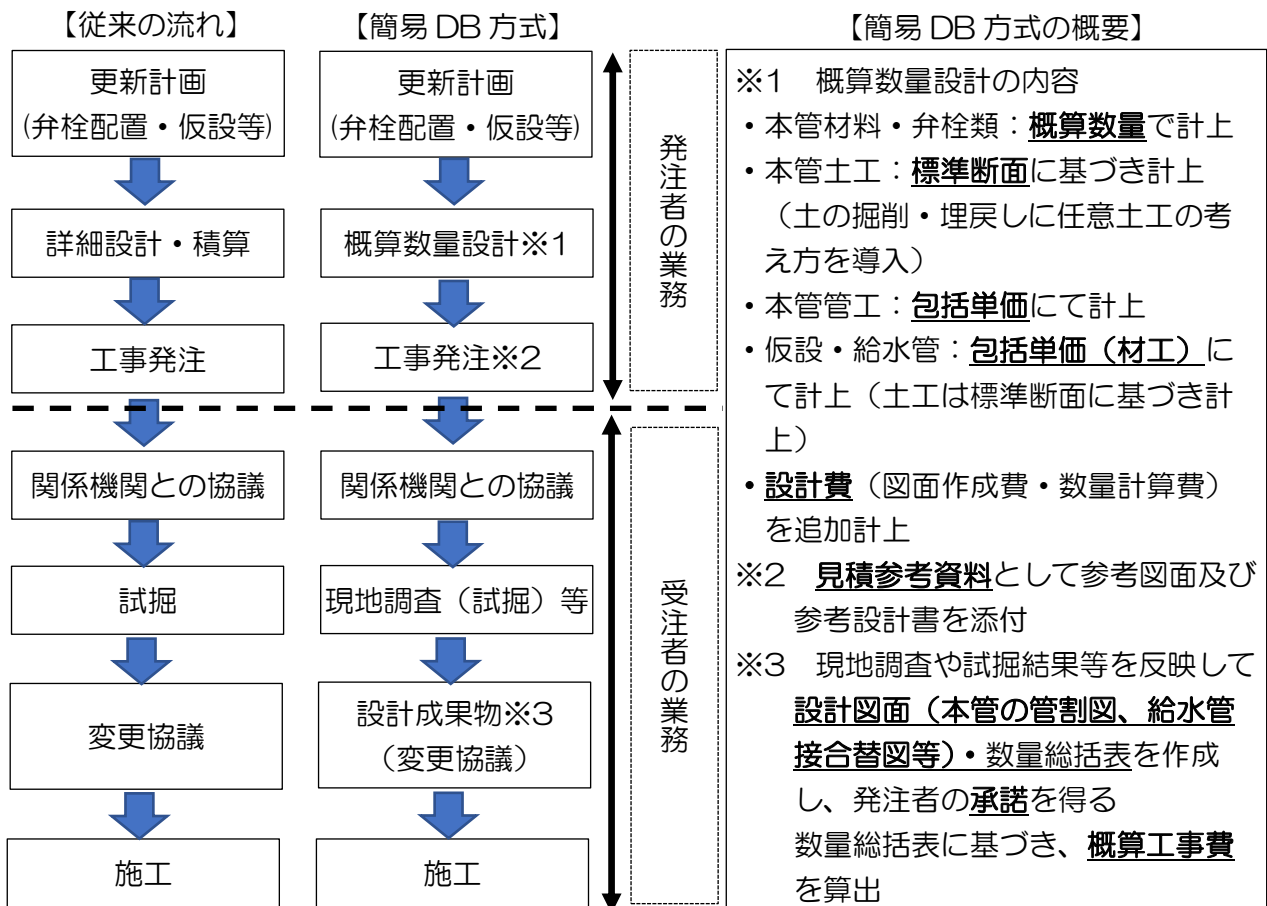 【従来の流れ】
更新計画
(弁栓配置・仮設等)
詳細設計・積算
工事発注
関係機関との協議
試掘
変更協議
施工
【簡易 DB 方式】
更新計画
(弁栓配置・仮設等)
概算数量設計※1
工事発注※2
関係機関との協議
現地調査（試掘）等
設計成果物※3
（変更協議）
施工
発注者の業務
受注者の業務
【簡易 DB 方式の概要】
※1　概算数量設計の内容
・本管材料・弁栓類：概算数量で計上
・本管土工：標準断面に基づき計上
（土の掘削・埋戻しに任意土工の考
え方を導入）
・本管管工：包括単価にて計上
・仮設・給水管：包括単価（材工）に
て計上（土工は標準断面に基づき計
上）
・設計費（図面作成費・数量計算費）
を追加計上
※2　見積参考資料として参考図面及び
参考設計書を添付
※3　現地調査や試掘結果等を反映して
設計図面（本管の管割図、給水管
接合替図等）・数量総括表を作成
し、発注者の承諾を得る
数量総括表に基づき、概算工事費
を算出